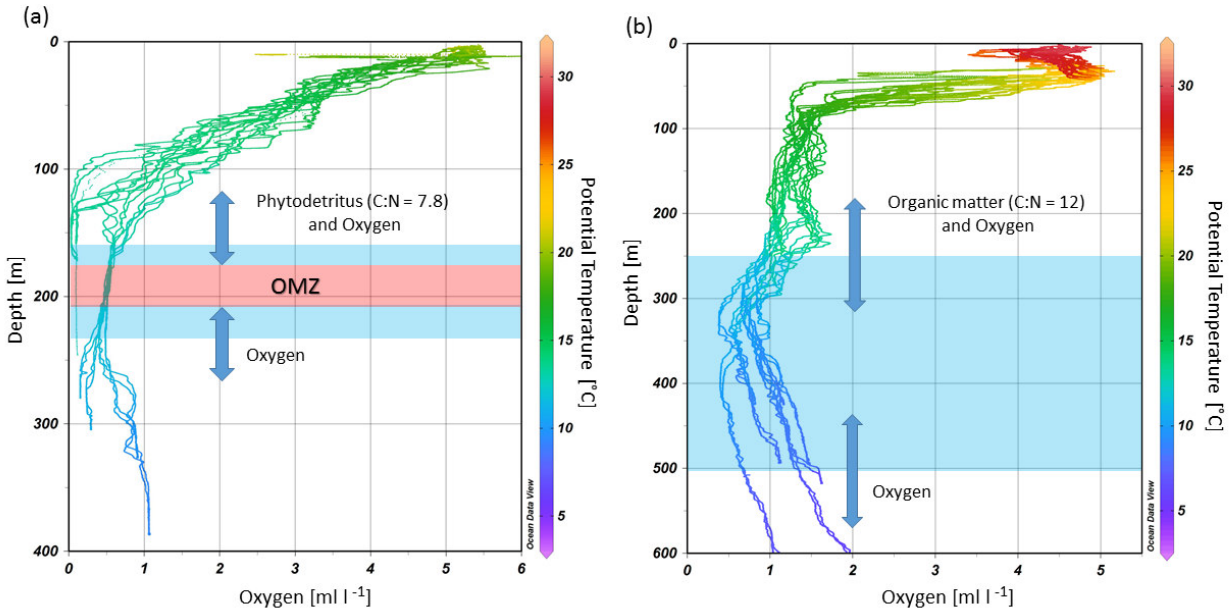 (a)
0
100
200
300
400
Depth [m]
0 1 2 3 4 5 6
Oxygen [ml l⁻¹]
Phytodetritus (C:N = 7.8)
and Oxygen
OMZ
Oxygen
Ocean Data View
30
25
20
15
10
5
Potential Temperature [°C]
(b)
0
100
200
300
400
500
600
Depth [m]
0 1 2 3 4 5
Oxygen [ml l⁻¹]
Organic matter (C:N = 12)
and Oxygen
Oxygen
Ocean Data View
30
25
20
15
10
5
Potential Temperature [°C]